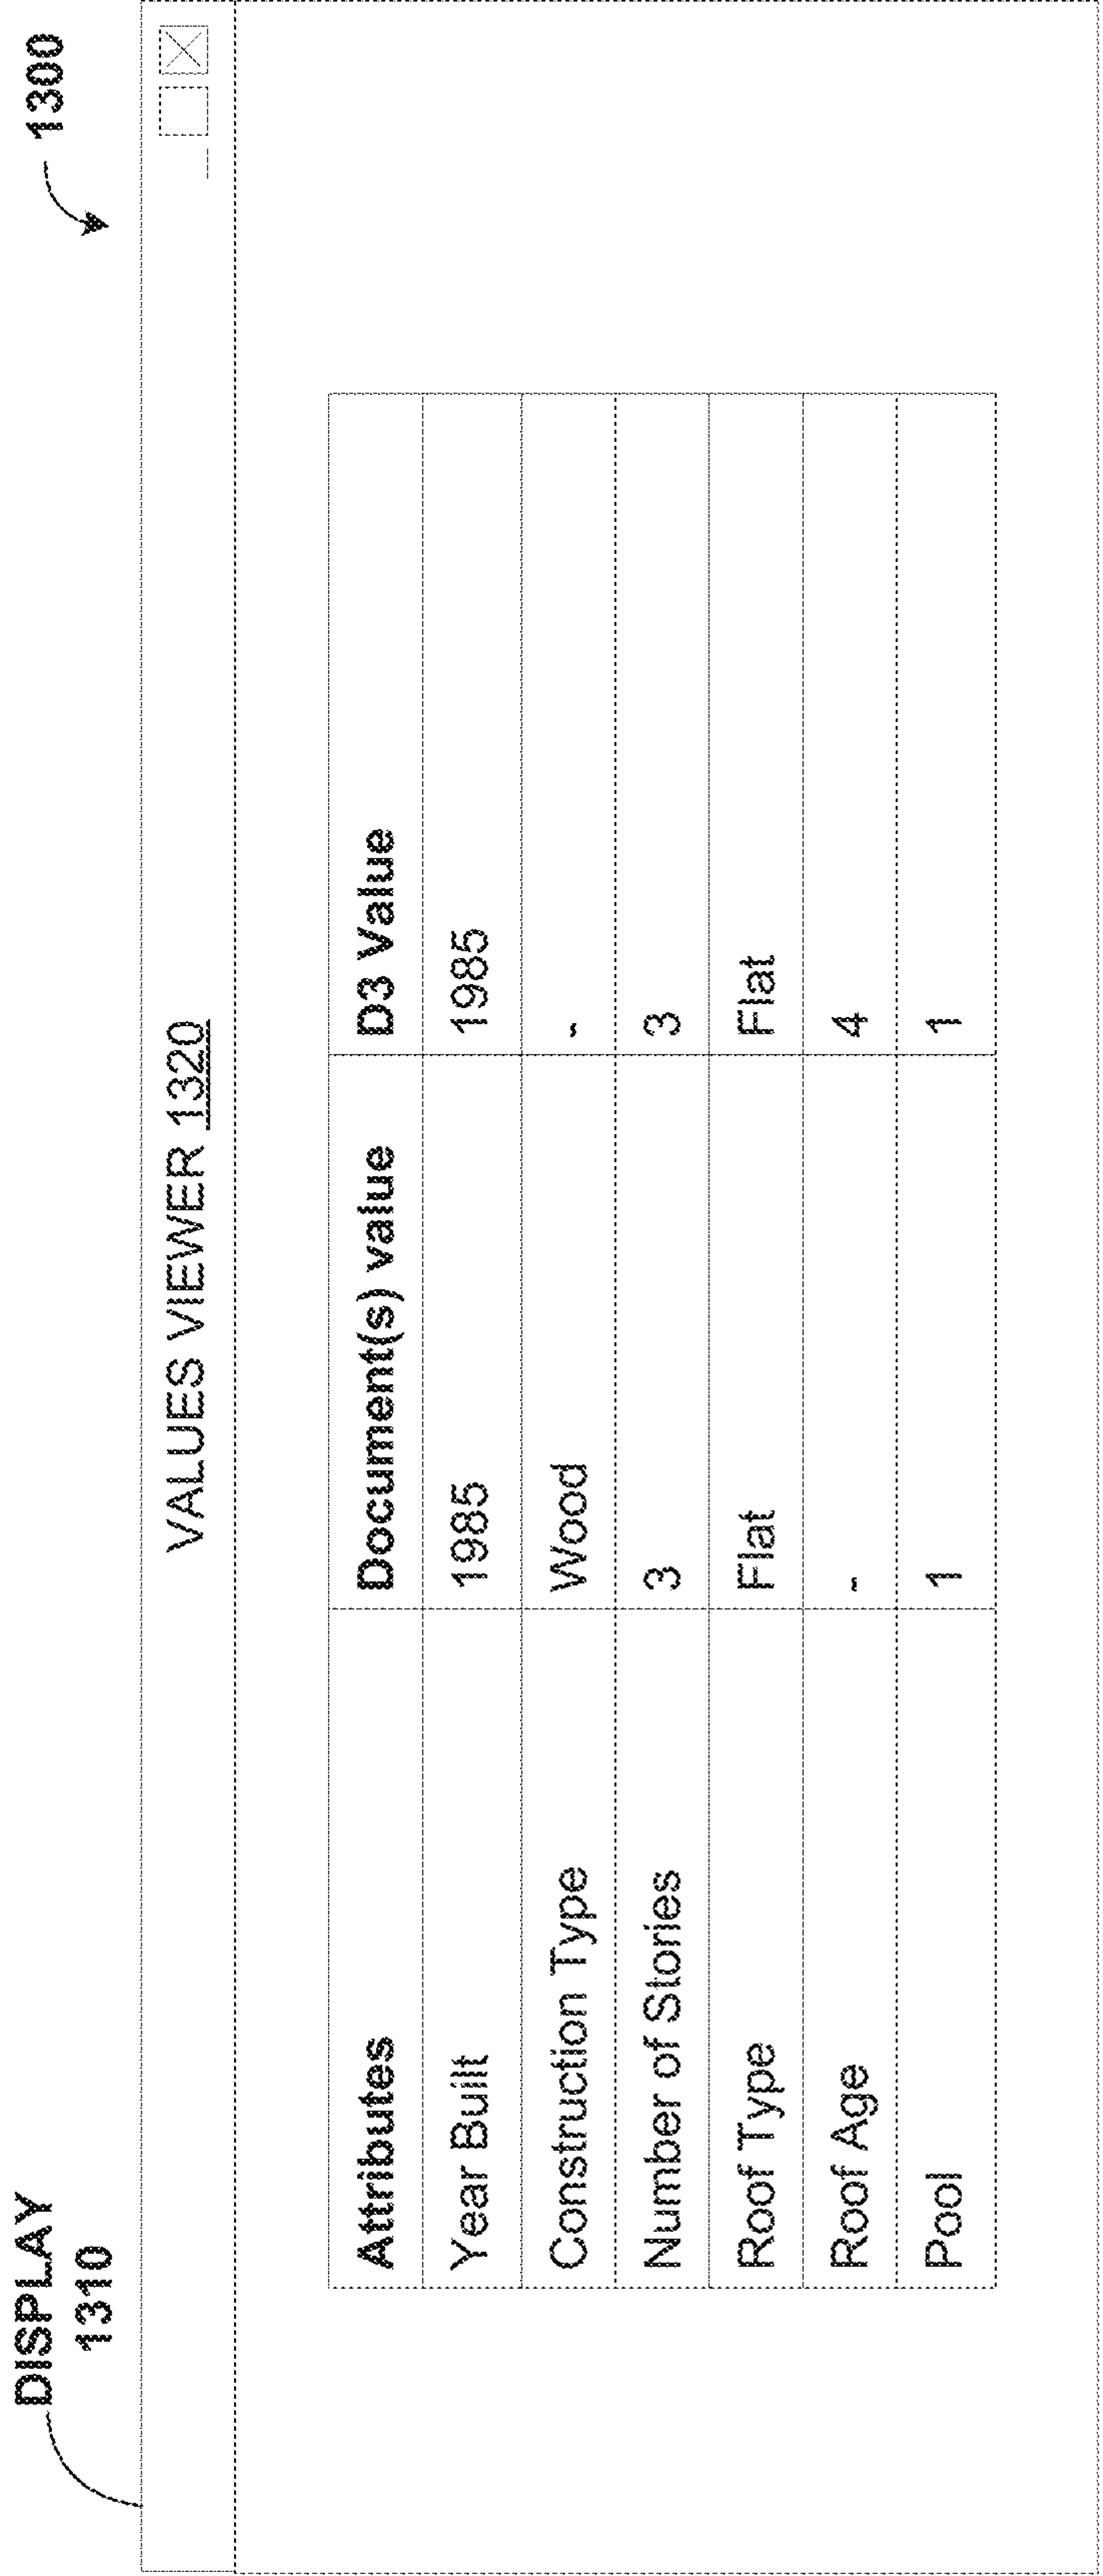 DISPLAY
1310
1300
VALUES VIEWER 1320
Attributes Document(s) value D3 Value
Year Built 1985 1985
Construction Type Wood -
Number of Stories 3 3
Roof Type Flat Flat
Roof Age - 4
Pool 1 1